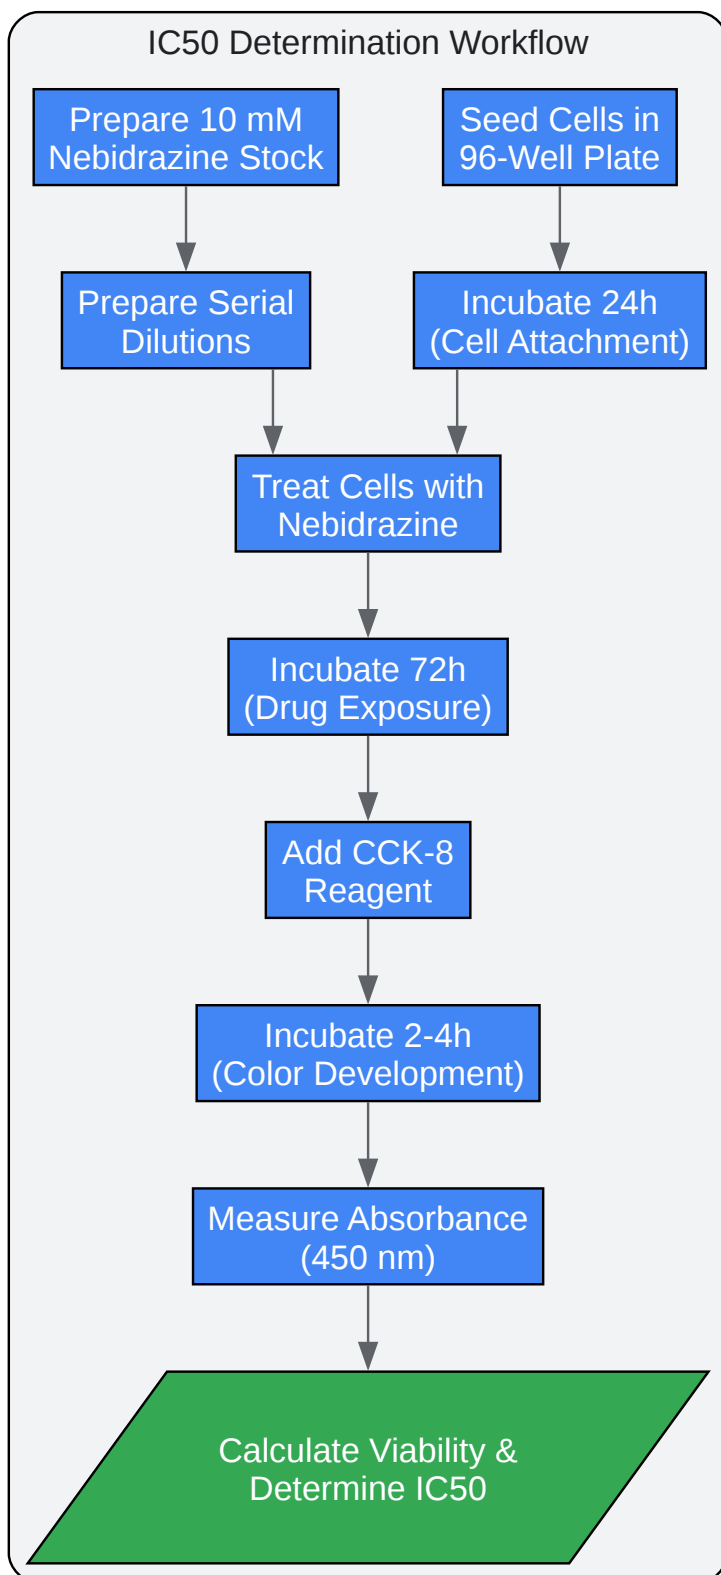 IC50 Determination Workflow
Prepare 10 mM
Nebidrazine Stock
Seed Cells in
96-Well Plate
Prepare Serial
Dilutions
Incubate 24h
(Cell Attachment)
Treat Cells with
Nebidrazine
Incubate 72h
(Drug Exposure)
Add CCK-8
Reagent
Incubate 2-4h
(Color Development)
Measure Absorbance
(450 nm)
Calculate Viability &
Determine IC50